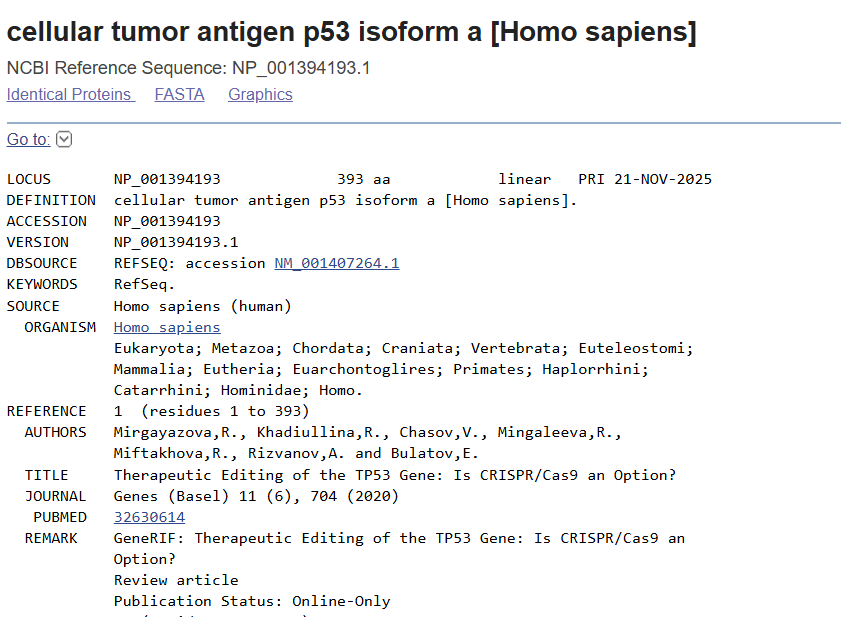 cellular tumor antigen p53 isoform a [Homo sapiens]
NCBI Reference Sequence: NP_001394193.1
Identical Proteins FASTA Graphics
Go to:
LOCUS NP_001394193 393 aa linear PRI 21-NOV-2025
DEFINITION cellular tumor antigen p53 isoform a [Homo sapiens].
ACCESSION NP_001394193
VERSION NP_001394193.1
DBSOURCE REFSEQ: accession NM_001407264.1
KEYWORDS RefSeq.
SOURCE Homo sapiens (human)
ORGANISM Homo sapiens
Eukaryota; Metazoa; Chordata; Craniata; Vertebrata; Euteleostomi;
Mammalia; Eutheria; Euarchontoglires; Primates; Haplorrhini;
Catarrhini; Hominidae; Homo.
REFERENCE 1 (residues 1 to 393)
AUTHORS Mirgayazova,R., Khadiullina,R., Chasov,V., Mingaleeva,R.,
Miftakhova,R., Rizvanov,A. and Bulatov,E.
TITLE Therapeutic Editing of the TP53 Gene: Is CRISPR/Cas9 an Option?
JOURNAL Genes (Basel) 11 (6), 704 (2020)
PUBMED 32630614
REMARK GeneRIF: Therapeutic Editing of the TP53 Gene: Is CRISPR/Cas9 an
Option?
Review article
Publication Status: Online-Only